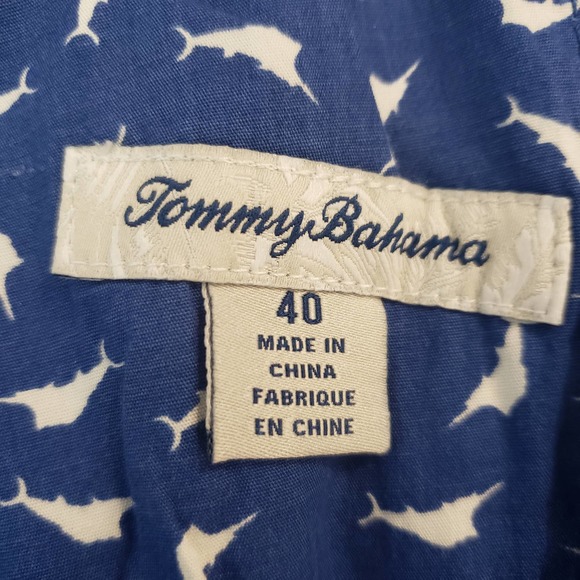 Tommy Bahama
40
MADE IN
CHINA
FABRIQUE
EN CHINE